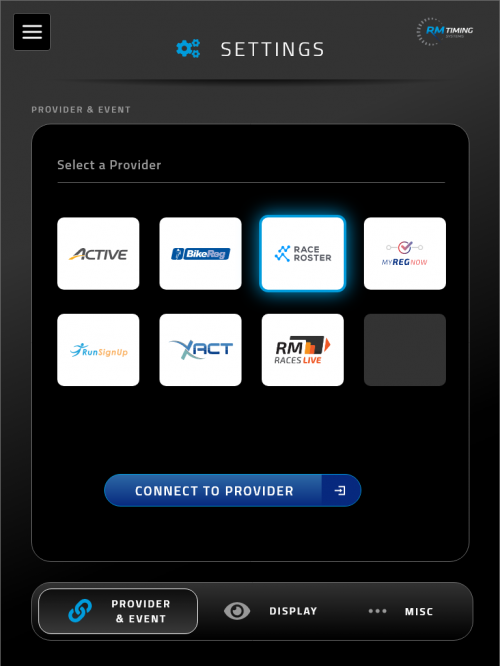 SETTINGS
RM TIMING
SYSTEMS
PROVIDER & EVENT
Select a Provider
ACTIVE
BikeReg
RACE
ROSTER
MYREGNOW
RunSignUp
XACT
RM
RACES LIVE
CONNECT TO PROVIDER
PROVIDER
& EVENT
DISPLAY
MISC